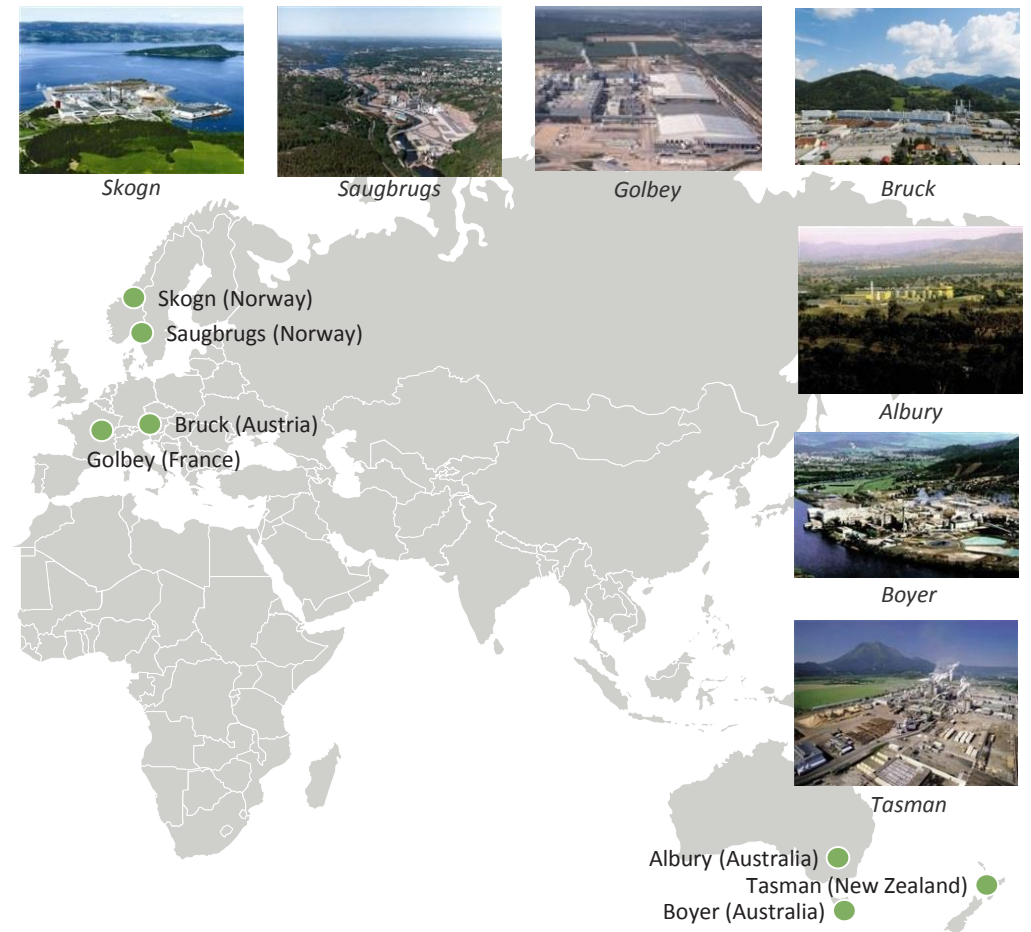 Skogn
Saugbrugs
Golbey
Bruck
Skogn (Norway)
Saugbrugs (Norway)
Albury
Bruck (Austria)
Golbey (France)
Boyer
Tasman
Albury (Australia)
Tasman (New Zealand)
Boyer (Australia)